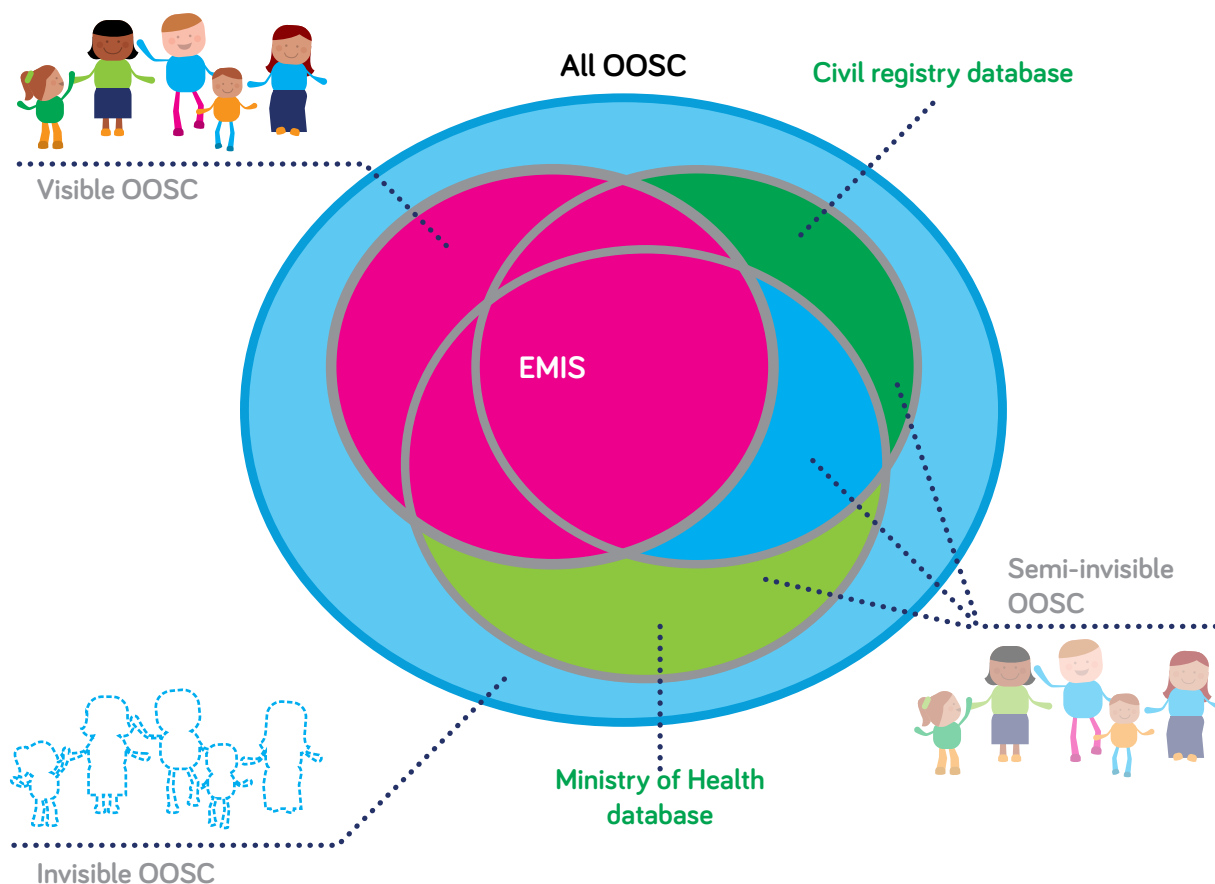 All OOSC
Civil registry database
Visible OOSC
EMIS
Semi-invisible
OOSC
Ministry of Health
database
Invisible OOSC